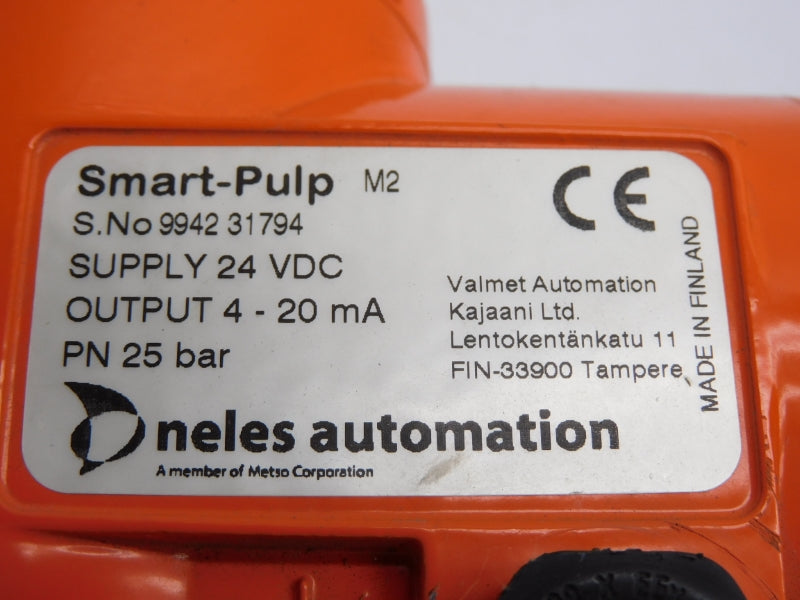 Smart-Pulp M2
CE
S.No 9942 31794
SUPPLY 24 VDC
OUTPUT 4 - 20 mA
PN 25 bar
Valmet Automation
Kajaani Ltd.
Lentokentänkatu 11
FIN-33900 Tampere
MADE IN FINLAND
neles automation
A member of Metso Corporation